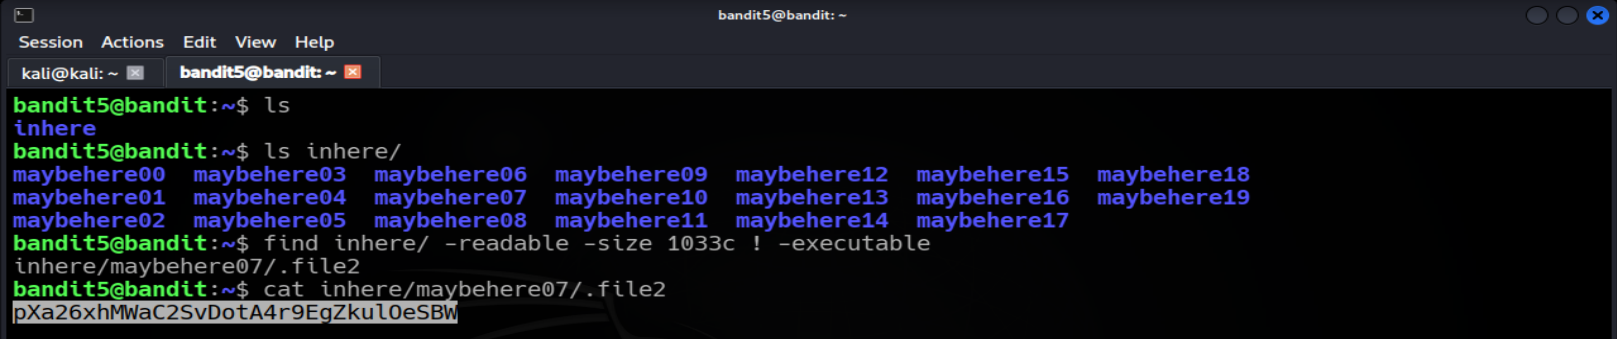 bandit5@bandit: ~
Session Actions Edit View Help
kali@kali: ~ bandit5@bandit: ~
bandit5@bandit:~$ ls
inhere
bandit5@bandit:~$ ls inhere/
maybehere00 maybehere03 maybehere06 maybehere09 maybehere12 maybehere15 maybehere18
maybehere01 maybehere04 maybehere07 maybehere10 maybehere13 maybehere16 maybehere19
maybehere02 maybehere05 maybehere08 maybehere11 maybehere14 maybehere17
bandit5@bandit:~$ find inhere/ -readable -size 1033c ! -executable
inhere/maybehere07/.file2
bandit5@bandit:~$ cat inhere/maybehere07/.file2
pXa26xhMWaC2SvDotA4r9EgZkulOeSBW